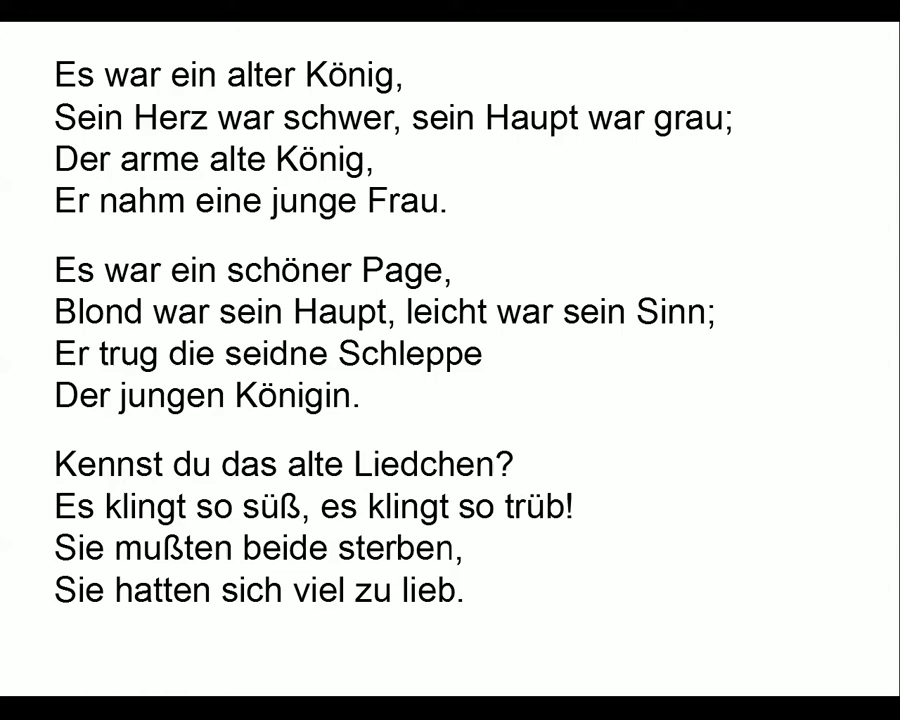 Es war ein alter König,
Sein Herz war schwer, sein Haupt war grau;
Der arme alte König,
Er nahm eine junge Frau.
Es war ein schöner Page,
Blond war sein Haupt, leicht war sein Sinn;
Er trug die seidne Schleppe
Der jungen Königin.
Kennst du das alte Liedchen?
Es klingt so süß, es klingt so trüb!
Sie mußten beide sterben,
Sie hatten sich viel zu lieb.